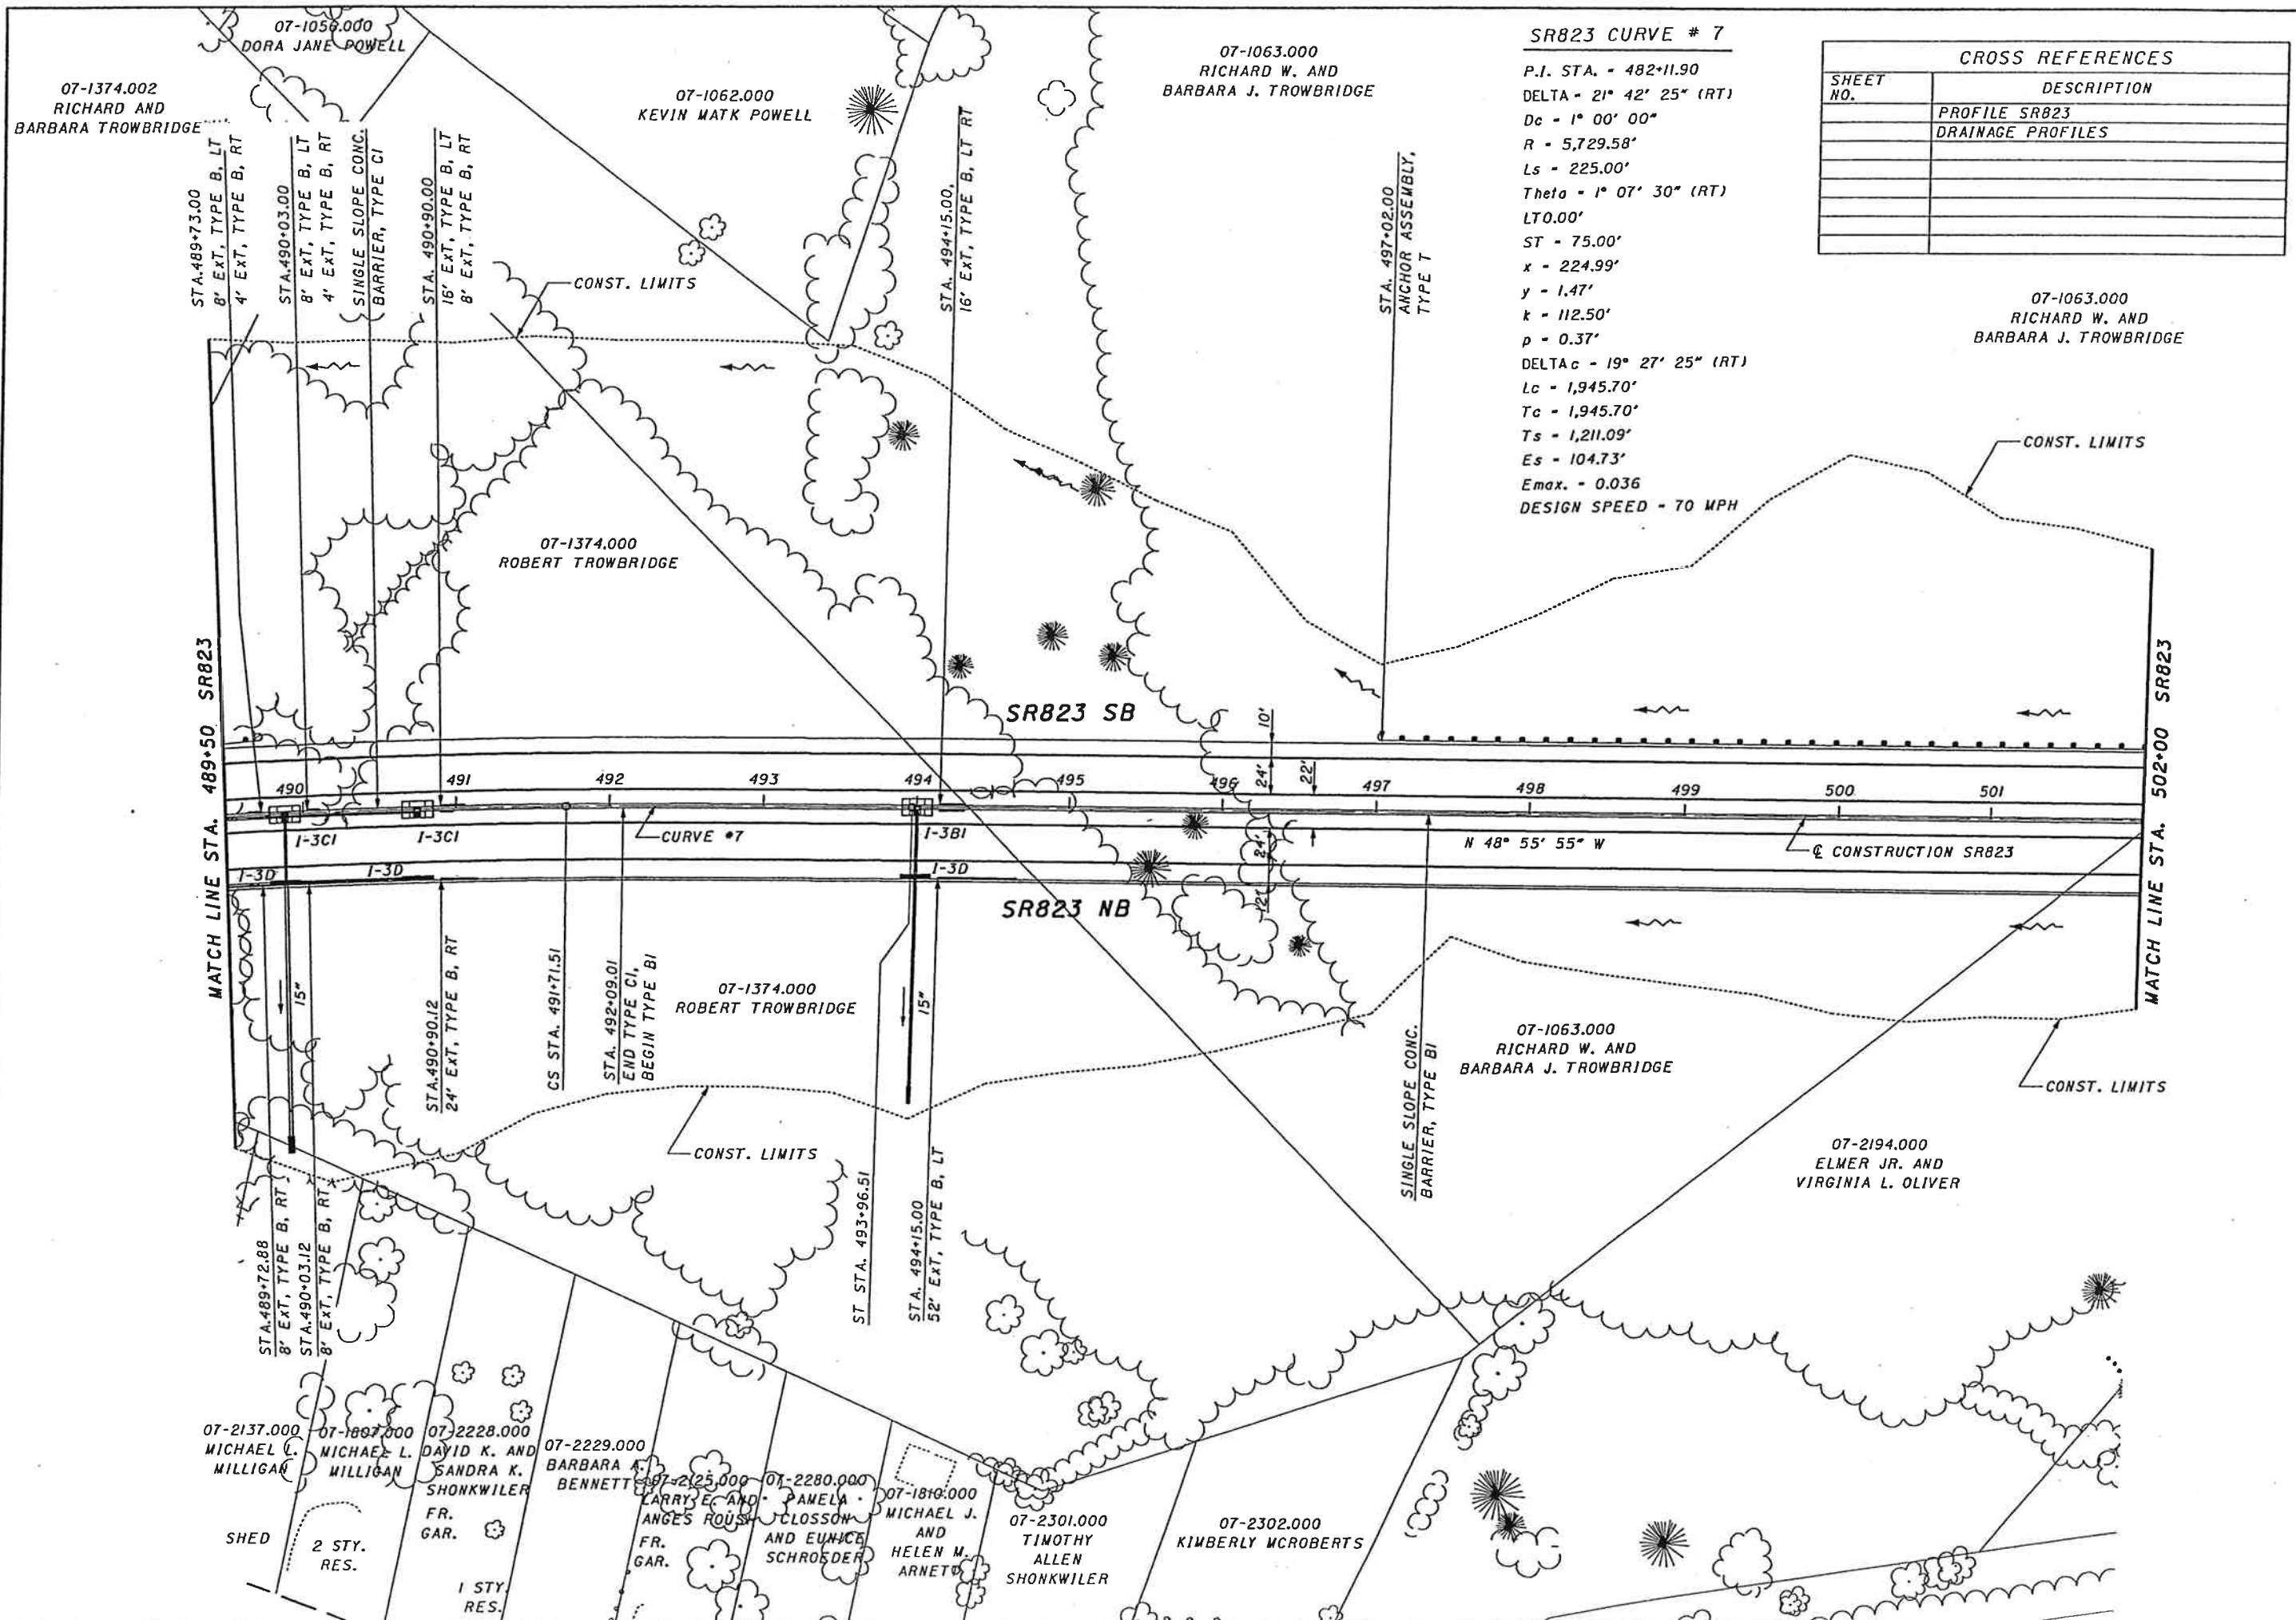 07-1056.000
DORA JANE POWELL
07-1374.002
RICHARD AND
BARBARA TROWBRIDGE
07-1062.000
KEVIN MATK POWELL
07-1063.000
RICHARD W. AND
BARBARA J. TROWBRIDGE
SR823 CURVE # 7
P.I. STA. = 482+11.90
DELTA = 21° 42' 25" (RT)
Dc = 1° 00' 00"
R = 5,729.58'
Ls = 225.00'
Theta = 1° 07' 30" (RT)
LT0.00'
ST = 75.00'
x = 224.99'
y = 1.47'
k = 112.50'
p = 0.37'
DELTAc = 19° 27' 25" (RT)
Lc = 1,945.70'
Tc = 1,945.70'
Ts = 1,211.09'
Es = 104.73'
Emax. = 0.036
DESIGN SPEED = 70 MPH
CROSS REFERENCES
SHEET NO.
DESCRIPTION
PROFILE SR823
DRAINAGE PROFILES
07-1063.000
RICHARD W. AND
BARBARA J. TROWBRIDGE
STA.489+73.00
8' EXT, TYPE B, LT
4' EXT, TYPE B, RT
STA.490+03.00
8' EXT, TYPE B, LT
4' EXT, TYPE B, RT
SINGLE SLOPE CONC.
BARRIER, TYPE C1
STA. 490+90.00
16' EXT, TYPE B, LT
8' EXT, TYPE B, RT
STA. 494+15.00,
16' EXT, TYPE B, LT RT
STA. 497+02.00
ANCHOR ASSEMBLY,
TYPE T
CONST. LIMITS
CONST. LIMITS
07-1374.000
ROBERT TROWBRIDGE
MATCH LINE STA. 489+50 SR823
MATCH LINE STA. 502+00 SR823
SR823 SB
10'
24'
22'
490
491
492
493
494
495
496
497
498
499
500
501
I-3C1
I-3C1
CURVE #7
I-3B1
24'
12'
N 48° 55' 55" W
℄ CONSTRUCTION SR823
I-3D
I-3D
I-3D
SR823 NB
15"
15"
STA.490+90.12
24' EXT, TYPE B, RT
CS STA. 491+71.51
STA. 492+09.01
END TYPE C1,
BEGIN TYPE B1
07-1374.000
ROBERT TROWBRIDGE
ST STA. 493+96.51
STA. 494+15.00
52' EXT, TYPE B, LT
SINGLE SLOPE CONC.
BARRIER, TYPE B1
07-1063.000
RICHARD W. AND
BARBARA J. TROWBRIDGE
CONST. LIMITS
CONST. LIMITS
07-2194.000
ELMER JR. AND
VIRGINIA L. OLIVER
STA.489+72.88
8' EXT, TYPE B, RT
STA.490+03.12
8' EXT, TYPE B, RT
07-2137.000
MICHAEL L.
MILLIGAN
07-1807.000
MICHAEL L.
MILLIGAN
07-2228.000
DAVID K. AND
SANDRA K.
SHONKWILER
07-2229.000
BARBARA A.
BENNETT
07-2125.000
LARRY E. AND
ANGES ROUSH
07-2280.000
PAMELA
CLOSSON
AND EUNICE
SCHROEDER
07-1810.000
MICHAEL J.
AND
HELEN M.
ARNETT
07-2301.000
TIMOTHY
ALLEN
SHONKWILER
07-2302.000
KIMBERLY MCROBERTS
SHED
2 STY.
RES.
FR.
GAR.
1 STY.
RES.
FR.
GAR.